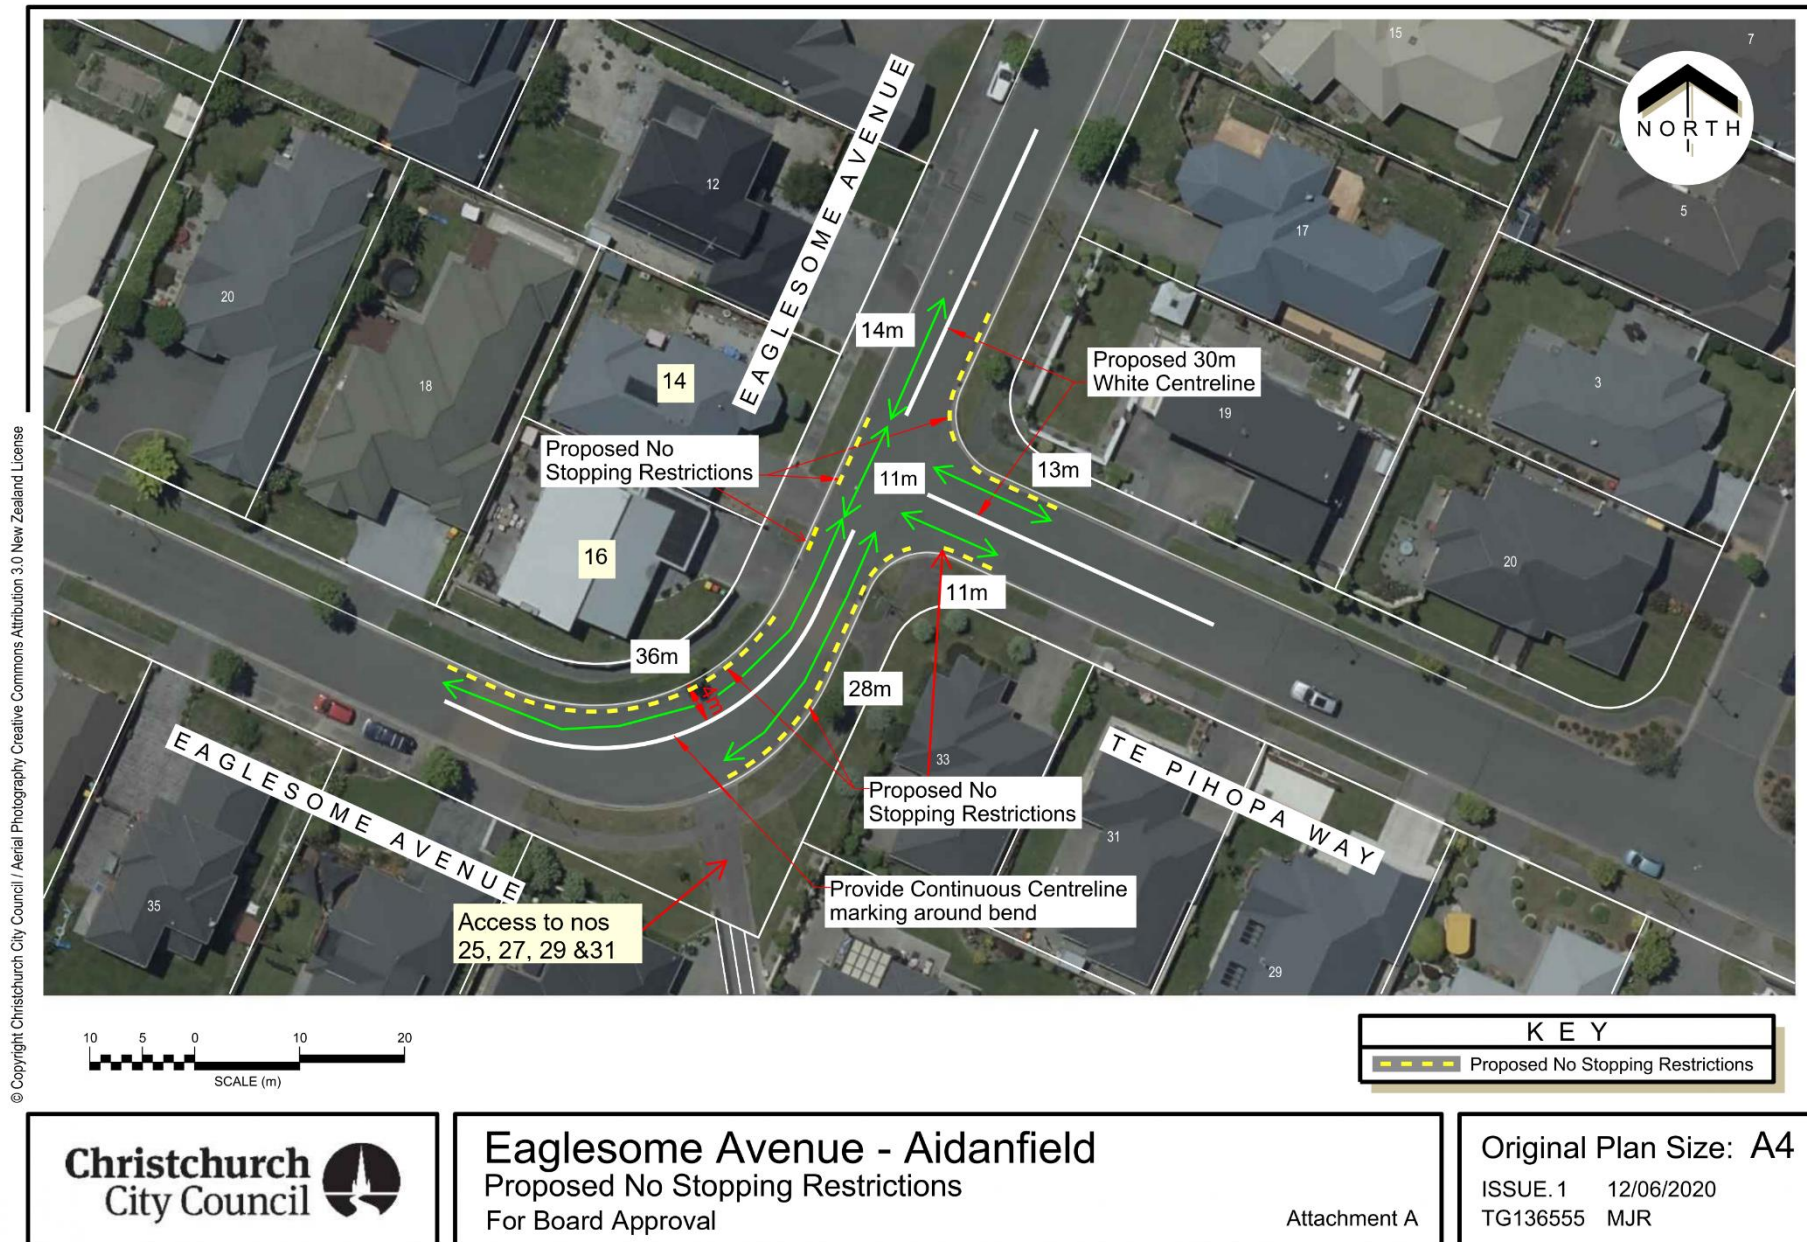 © Copyright Christchurch City Council / Aerial Photography Creative Commons Attribution 3.0 New Zealand License
NORTH
15
7
12
EAGLESOME AVENUE
5
17
20
14m
14
18
Proposed 30m
White Centreline
3
19
Proposed No
Stopping Restrictions
13m
11m
16
20
11m
36m
4m
28m
33
EAGLESOME AVENUE
TE PIHOPA WAY
Proposed No
Stopping Restrictions
31
Provide Continuous Centreline
marking around bend
35
Access to nos
25, 27, 29 &31
29
10 5 0 10 20
SCALE (m)
KEY
Proposed No Stopping Restrictions
Christchurch
City Council
Eaglesome Avenue - Aidanfield
Proposed No Stopping Restrictions
For Board Approval
Attachment A
Original Plan Size: A4
ISSUE.1 12/06/2020
TG136555 MJR